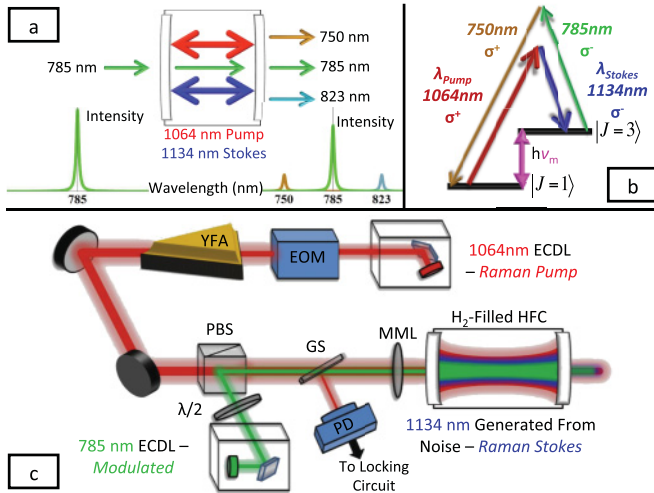 a
785 nm
750 nm
785 nm
823 nm
1064 nm Pump
1134 nm Stokes
Intensity
Intensity
Wavelength (nm)
785
750
785
823
750nm
σ+
785nm
σ-
λPump
1064nm
σ+
λStokes
1134nm
σ-
|J = 3⟩
hνm
|J = 1⟩
b
YFA
EOM
1064nm ECDL
– Raman Pump
PBS
GS
MML
H₂-Filled HFC
λ/2
PD
785 nm ECDL –
Modulated
To Locking
Circuit
1134 nm Generated From
Noise – Raman Stokes
c